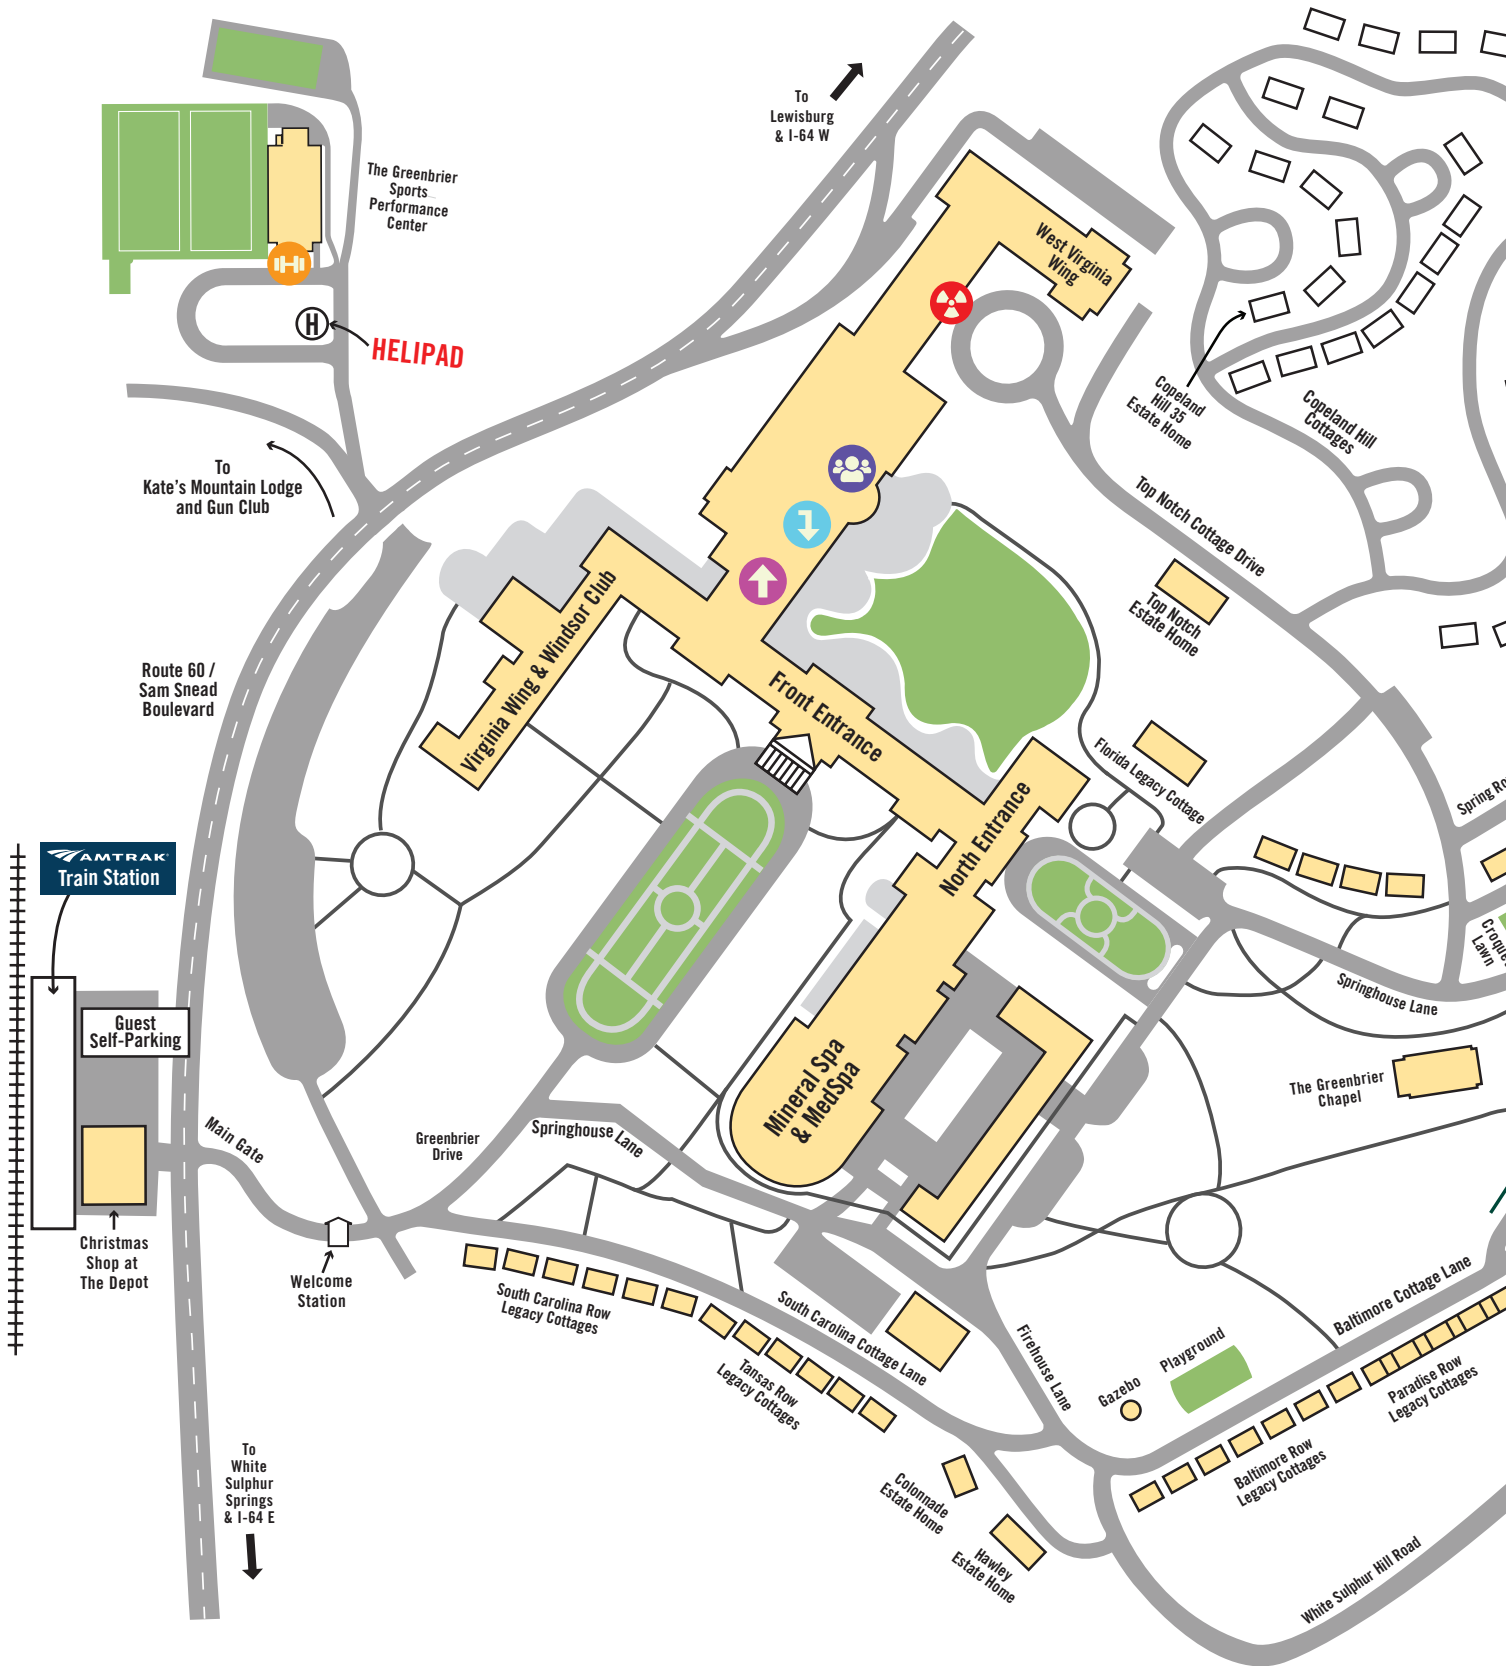 To
Lewisburg
& I-64 W
The Greenbrier
Sports
Performance
Center
West Virginia
Wing
H
HELIPAD
Copeland
Hill 35
Estate Home
Copeland Hill
Cottages
To
Kate's Mountain Lodge
and Gun Club
Top Notch Cottage Drive
Top Notch
Estate Home
Virginia Wing & Windsor Club
Route 60 /
Sam Snead
Boulevard
Front Entrance
Florida Legacy Cottage
North Entrance
AMTRAK
Train Station
Croquet
Lawn
Springhouse Lane
Guest
Self-Parking
Mineral Spa
& MedSpa
The Greenbrier
Chapel
Main Gate
Greenbrier
Drive
Springhouse Lane
Christmas
Shop at
The Depot
Welcome
Station
South Carolina Row
Legacy Cottages
South Carolina Cottage Lane
Baltimore Cottage Lane
Firehouse Lane
Gazebo
Playground
Tansas Row
Legacy Cottages
Paradise Row
Legacy Cottages
Baltimore Row
Legacy Cottages
To
White
Sulphur
Springs
& I-64 E
Colonnade
Estate Home
Hawley
Estate Home
White Sulphur Hill Road
Spring